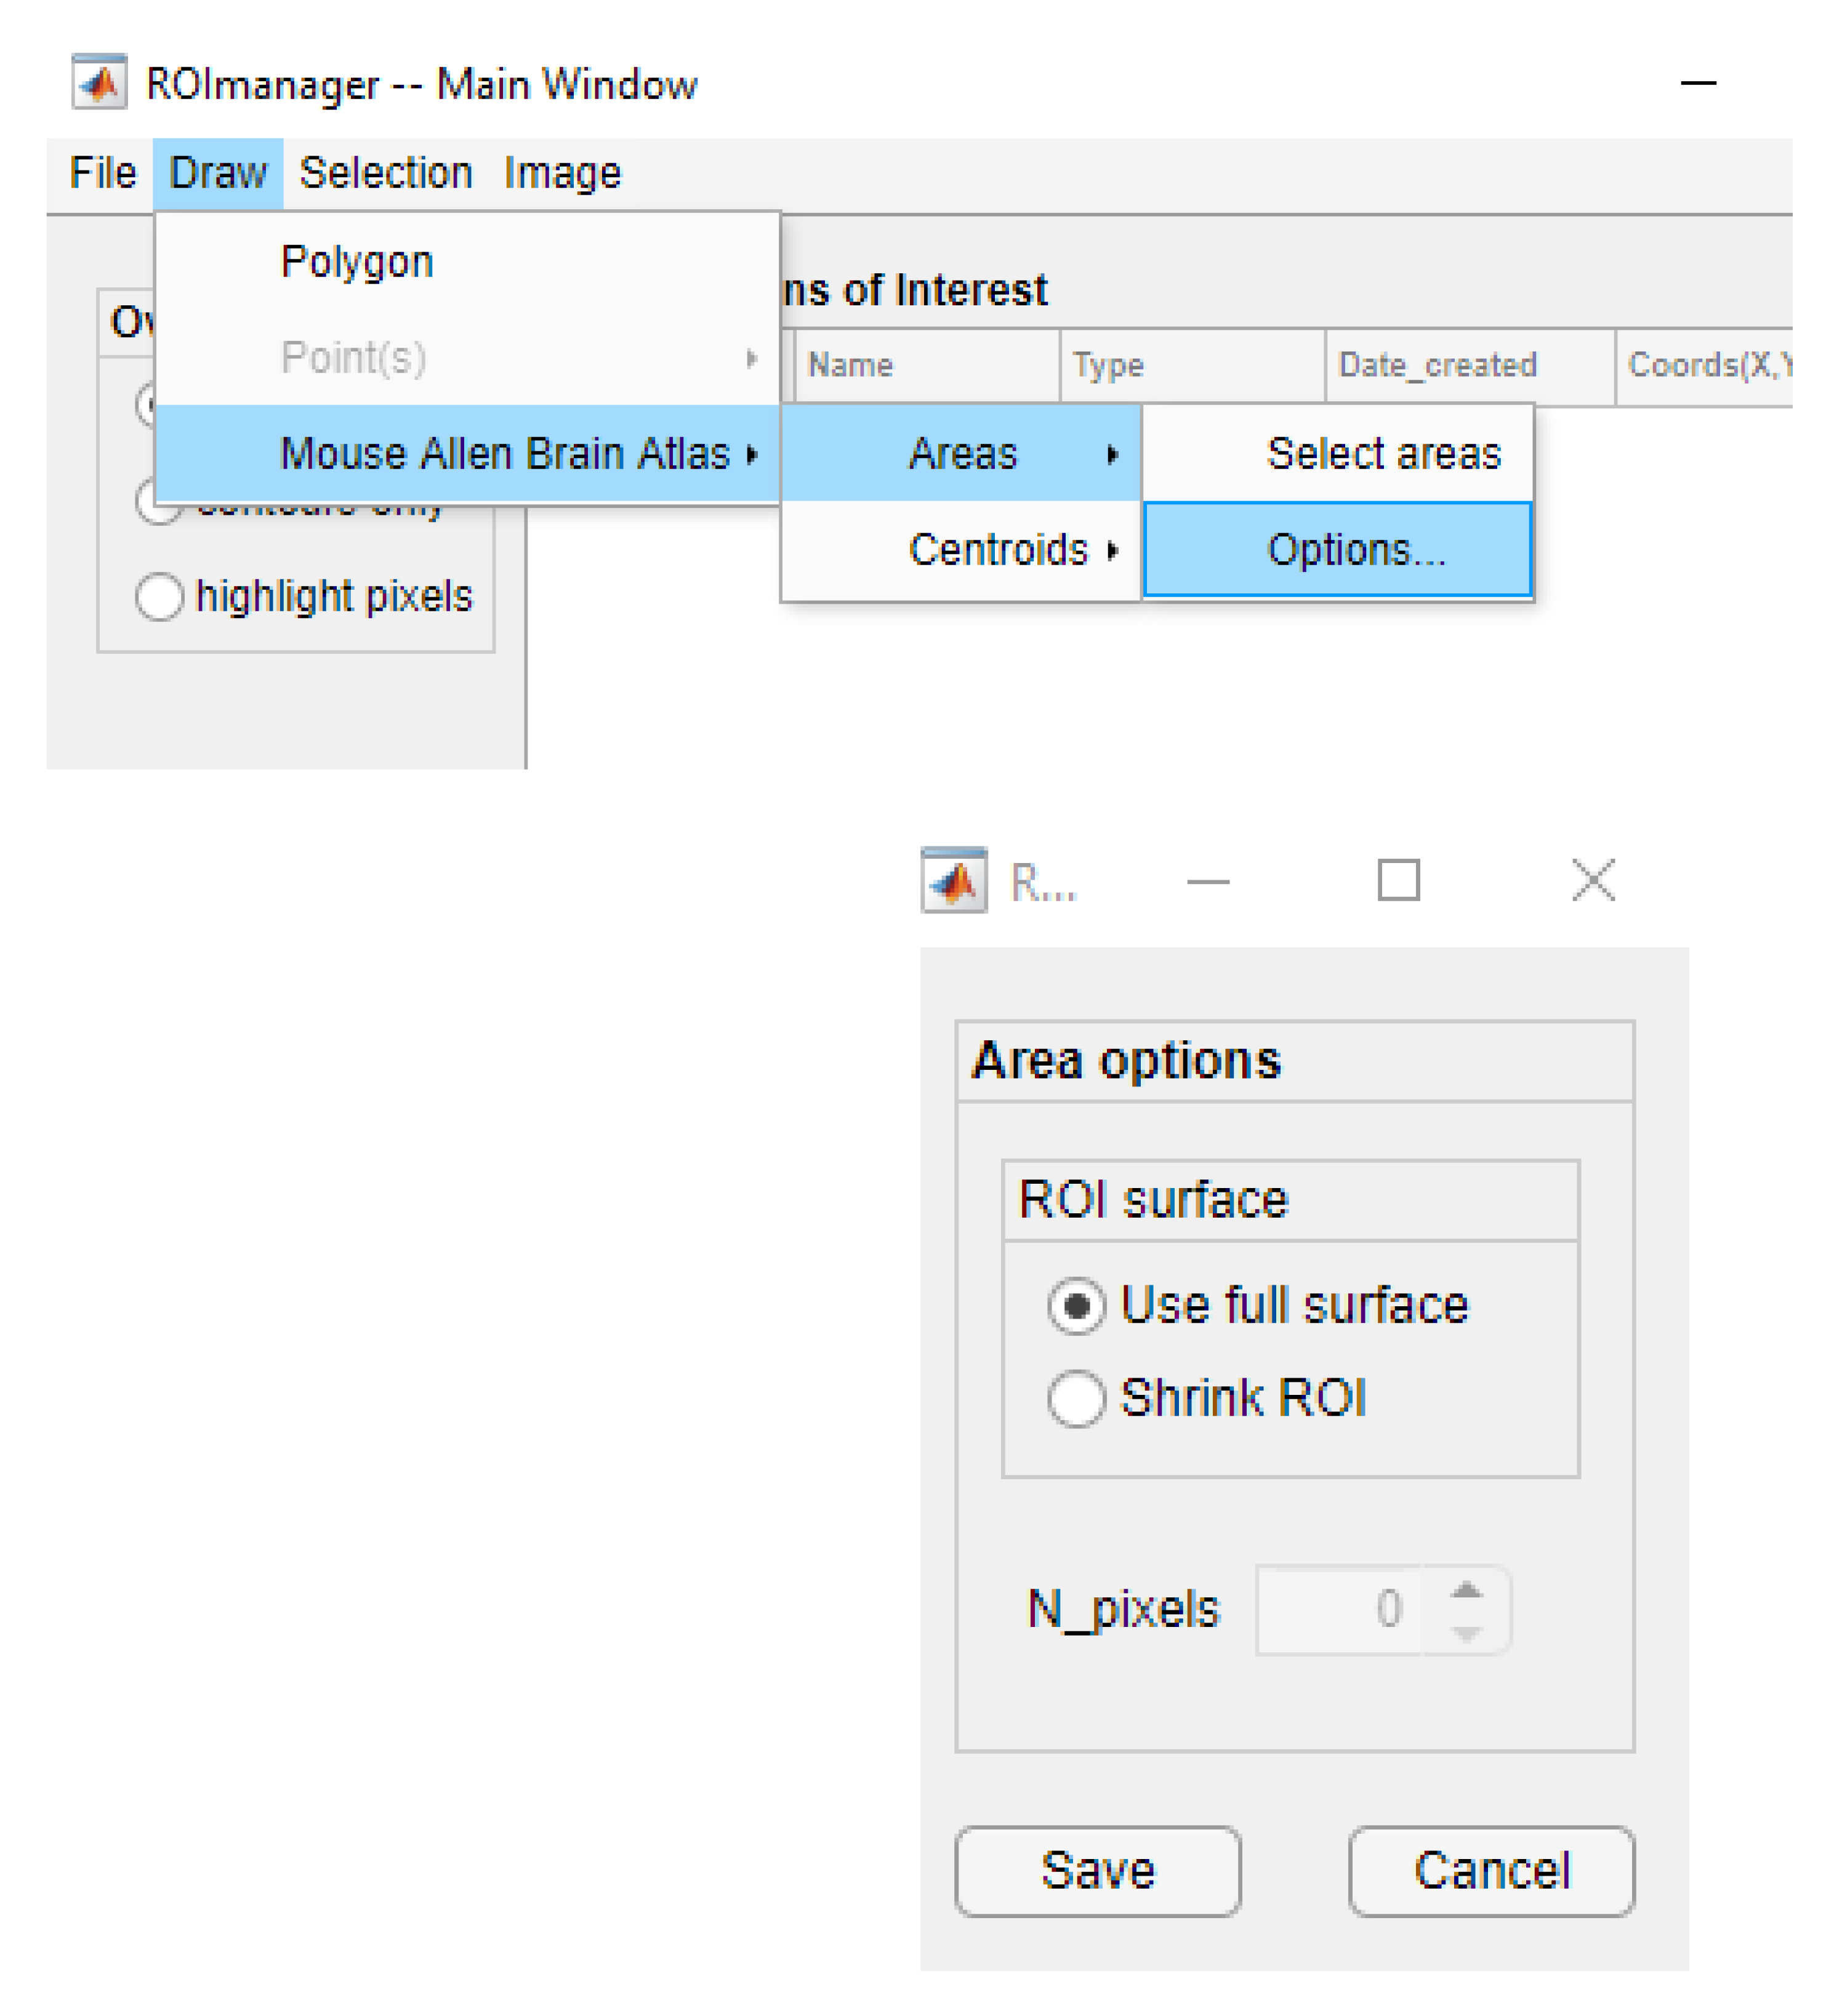 ROImanager -- Main Window
File Draw Selection Image
Polygon
ns of Interest
Point(s)
Name Type Date_created Coords(X,Y
Mouse Allen Brain Atlas Areas Select areas
Centroids Options...
highlight pixels
R...
Area options
ROI surface
Use full surface
Shrink ROI
N_pixels 0
Save Cancel